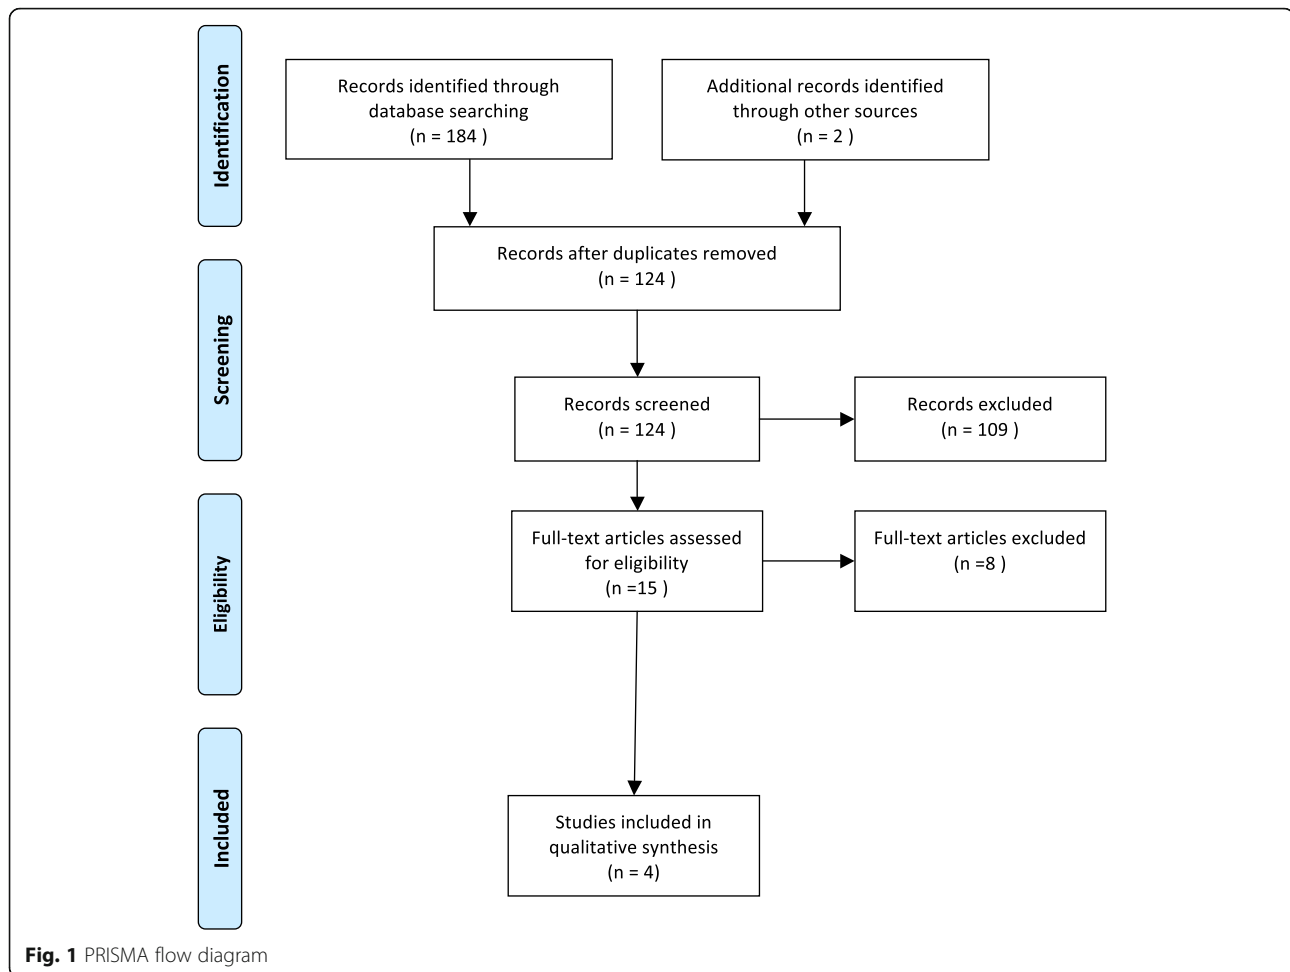 Identification
Records identified through
database searching
(n = 184 )
Additional records identified
through other sources
(n = 2 )
Records after duplicates removed
(n = 124 )
Screening
Records screened
(n = 124 )
Records excluded
(n = 109 )
Eligibility
Full-text articles assessed
for eligibility
(n =15 )
Full-text articles excluded
(n =8 )
Included
Studies included in
qualitative synthesis
(n = 4)
Fig. 1 PRISMA flow diagram